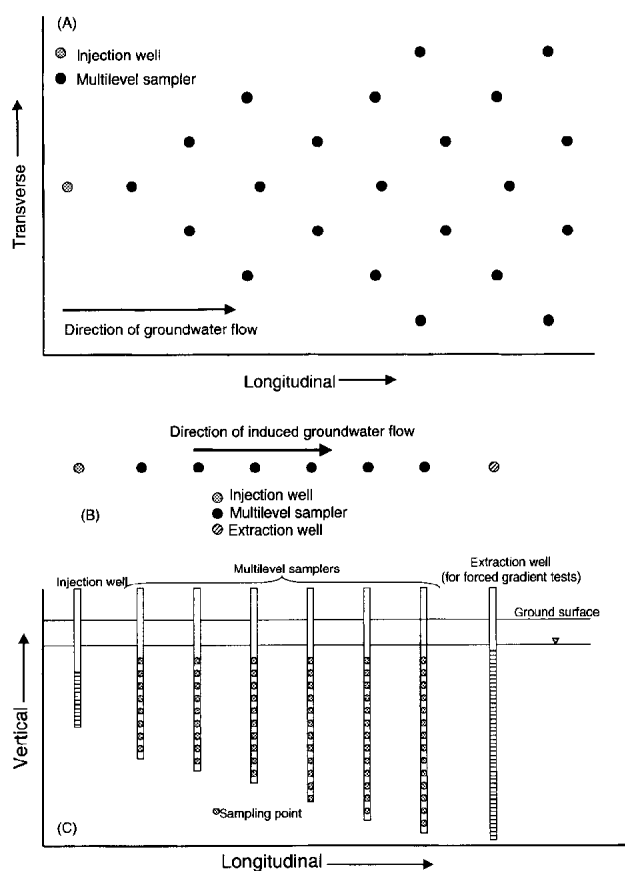 (A)
Injection well
Multilevel sampler
Transverse
Direction of groundwater flow
Longitudinal
Direction of induced groundwater flow
Injection well
Multilevel sampler
Extraction well
(B)
Injection well
Multilevel samplers
Extraction well
(for forced gradient tests)
Ground surface
Vertical
Sampling point
(C)
Longitudinal